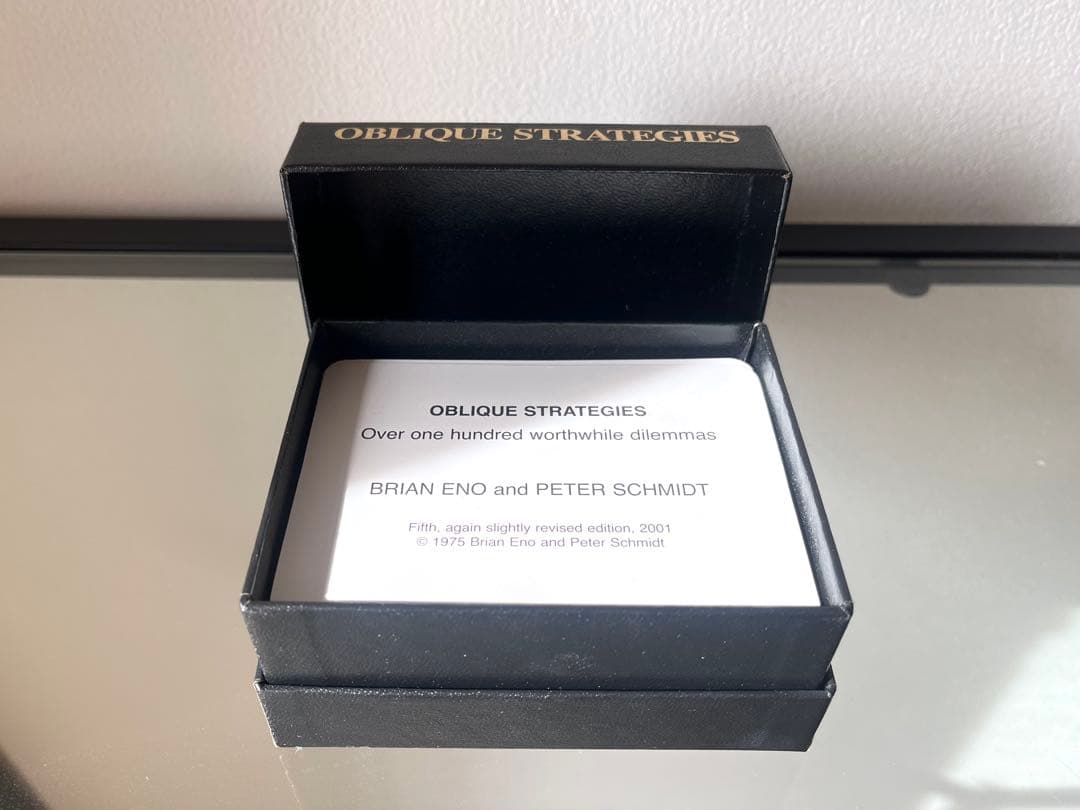 OBLIQUE STRATEGIES
OBLIQUE STRATEGIES
Over one hundred worthwhile dilemmas
BRIAN ENO and PETER SCHMIDT
Fifth, again slightly revised edition, 2001
© 1975 Brian Eno and Peter Schmidt